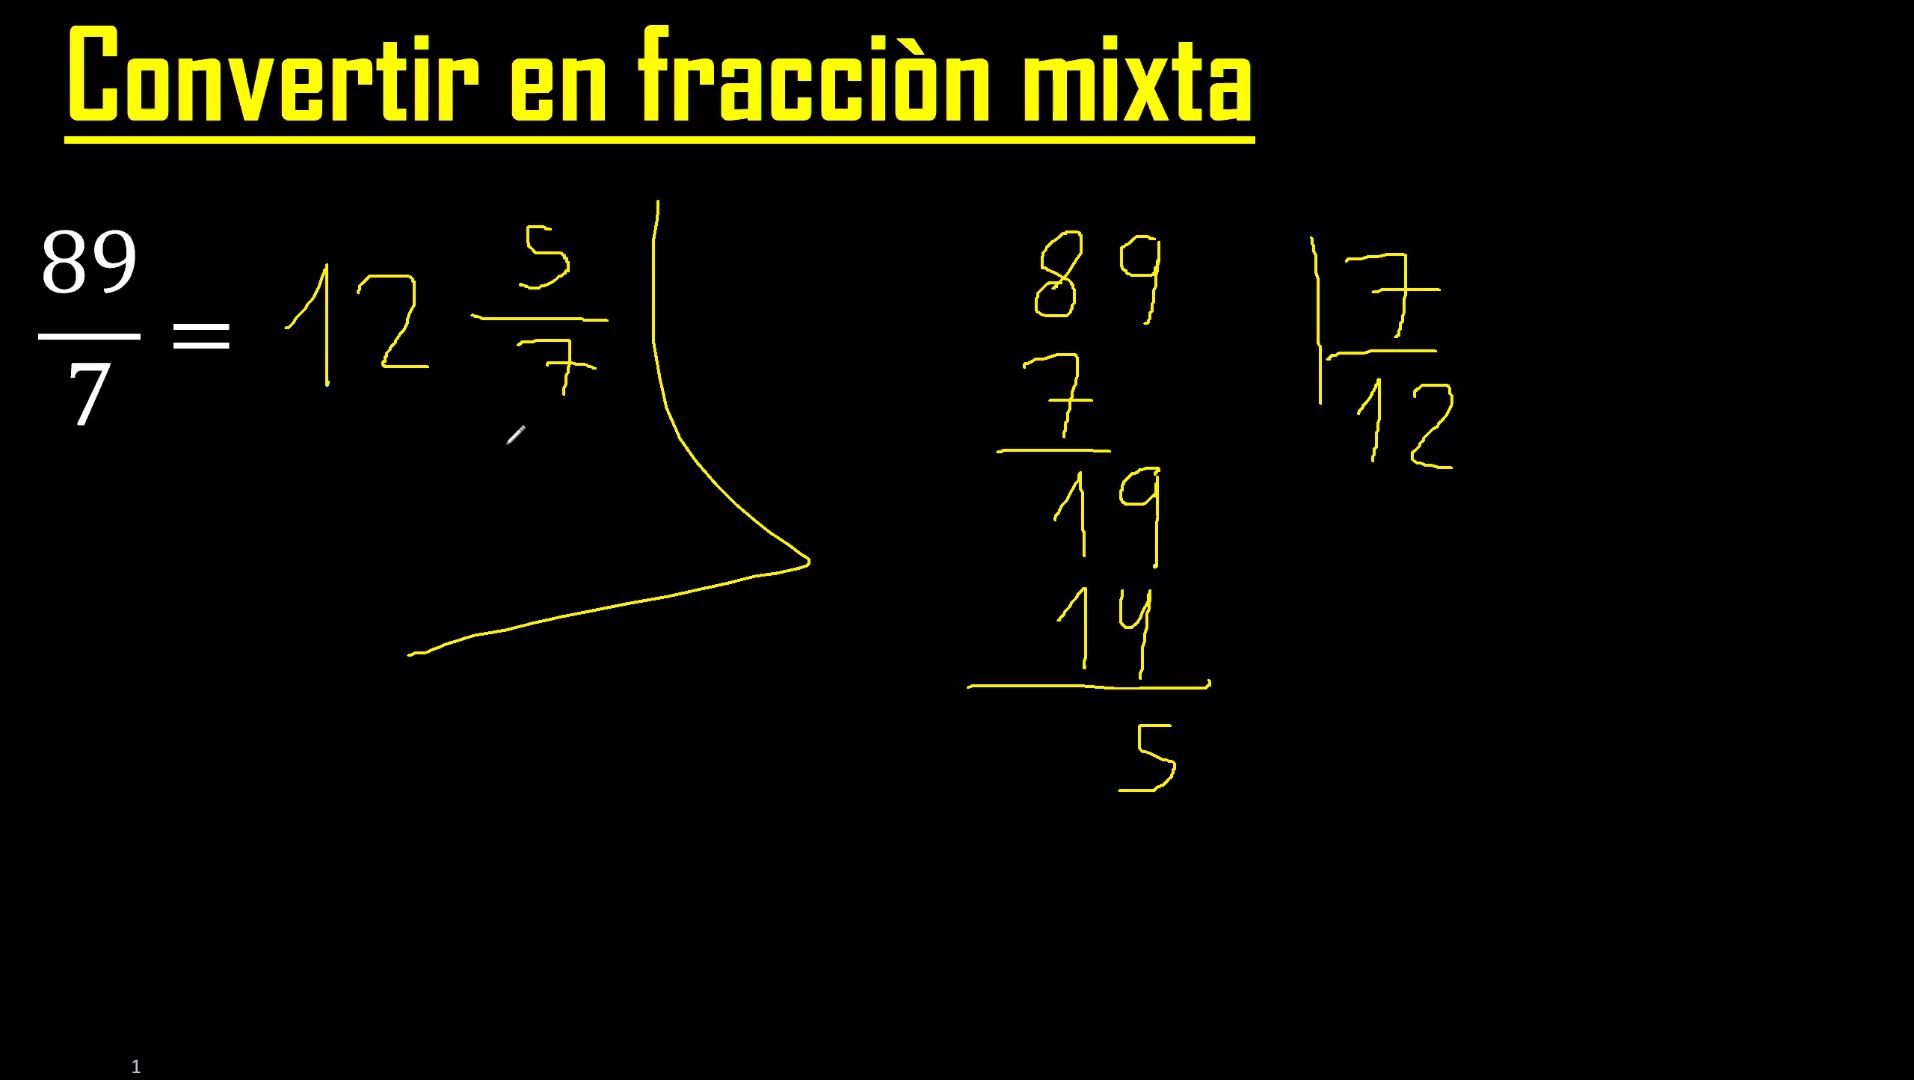 Convertir en fracciòn mixta
89/7 = 12 5/7
89 | 7
7 12
19
14
5
1